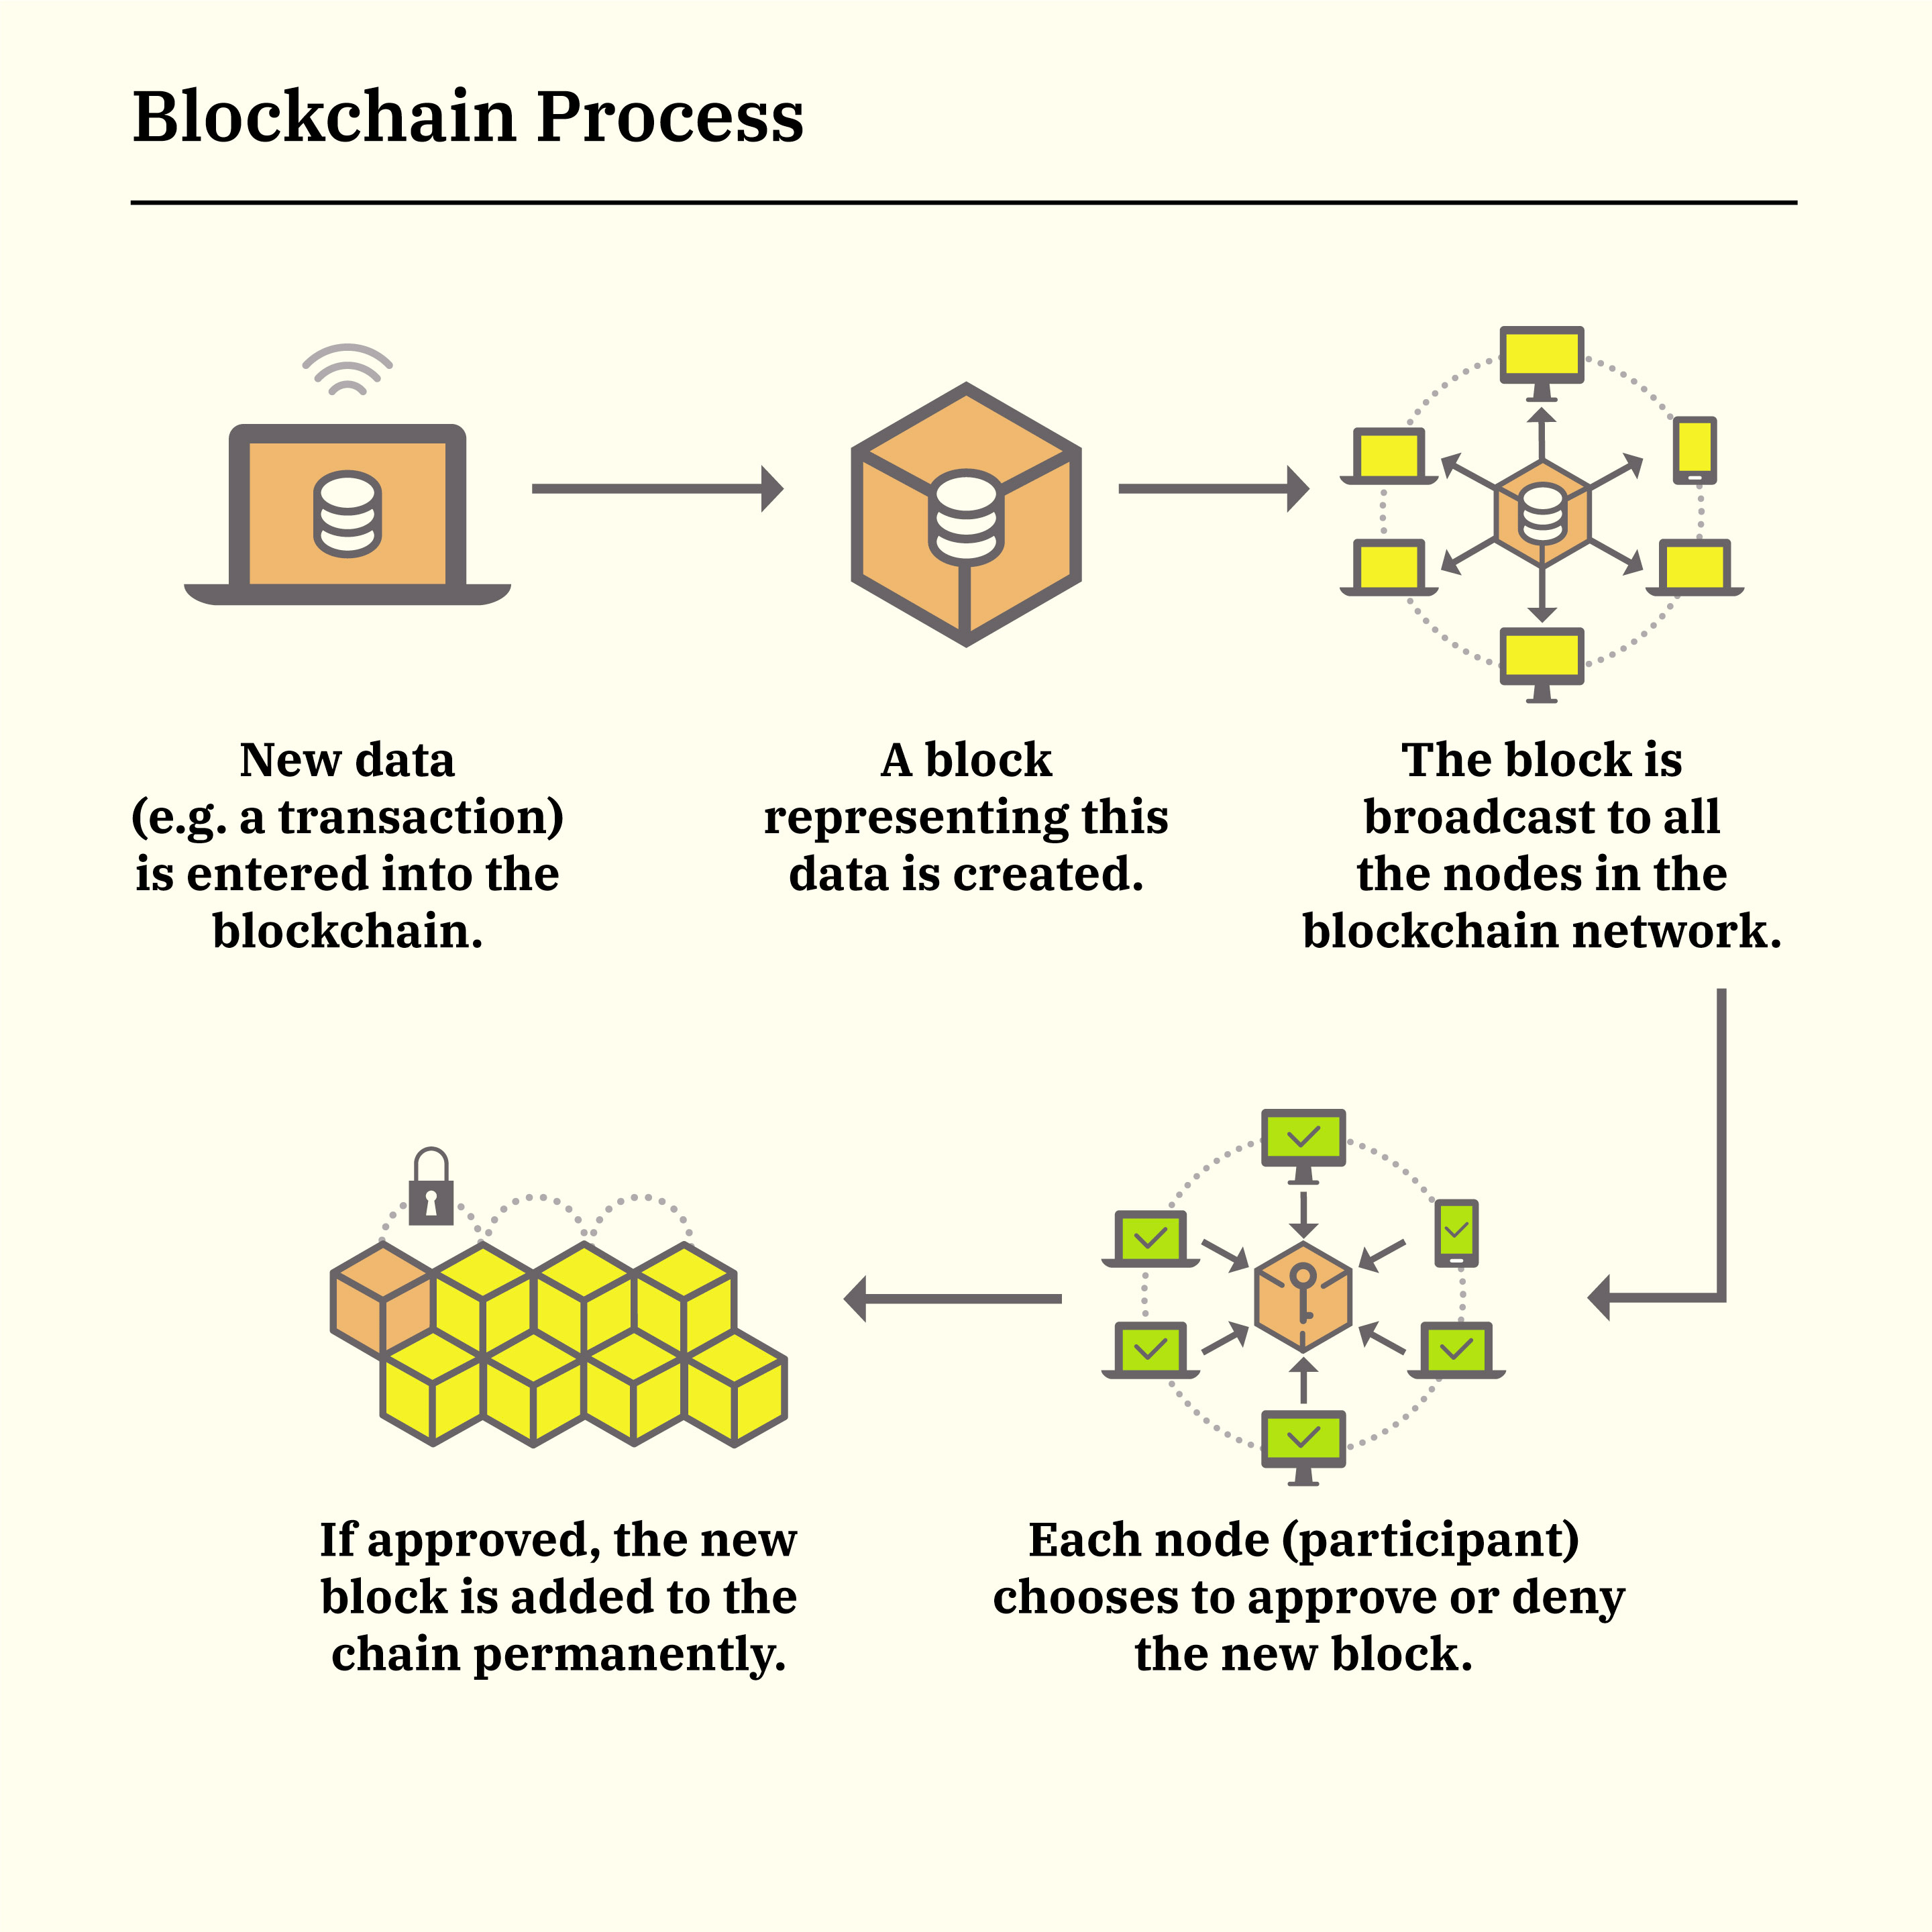 Blockchain Process
New data
(e.g. a transaction)
is entered into the
blockchain.
A block
representing this
data is created.
The block is
broadcast to all
the nodes in the
blockchain network.
Each node (participant)
chooses to approve or deny
the new block.
If approved, the new
block is added to the
chain permanently.